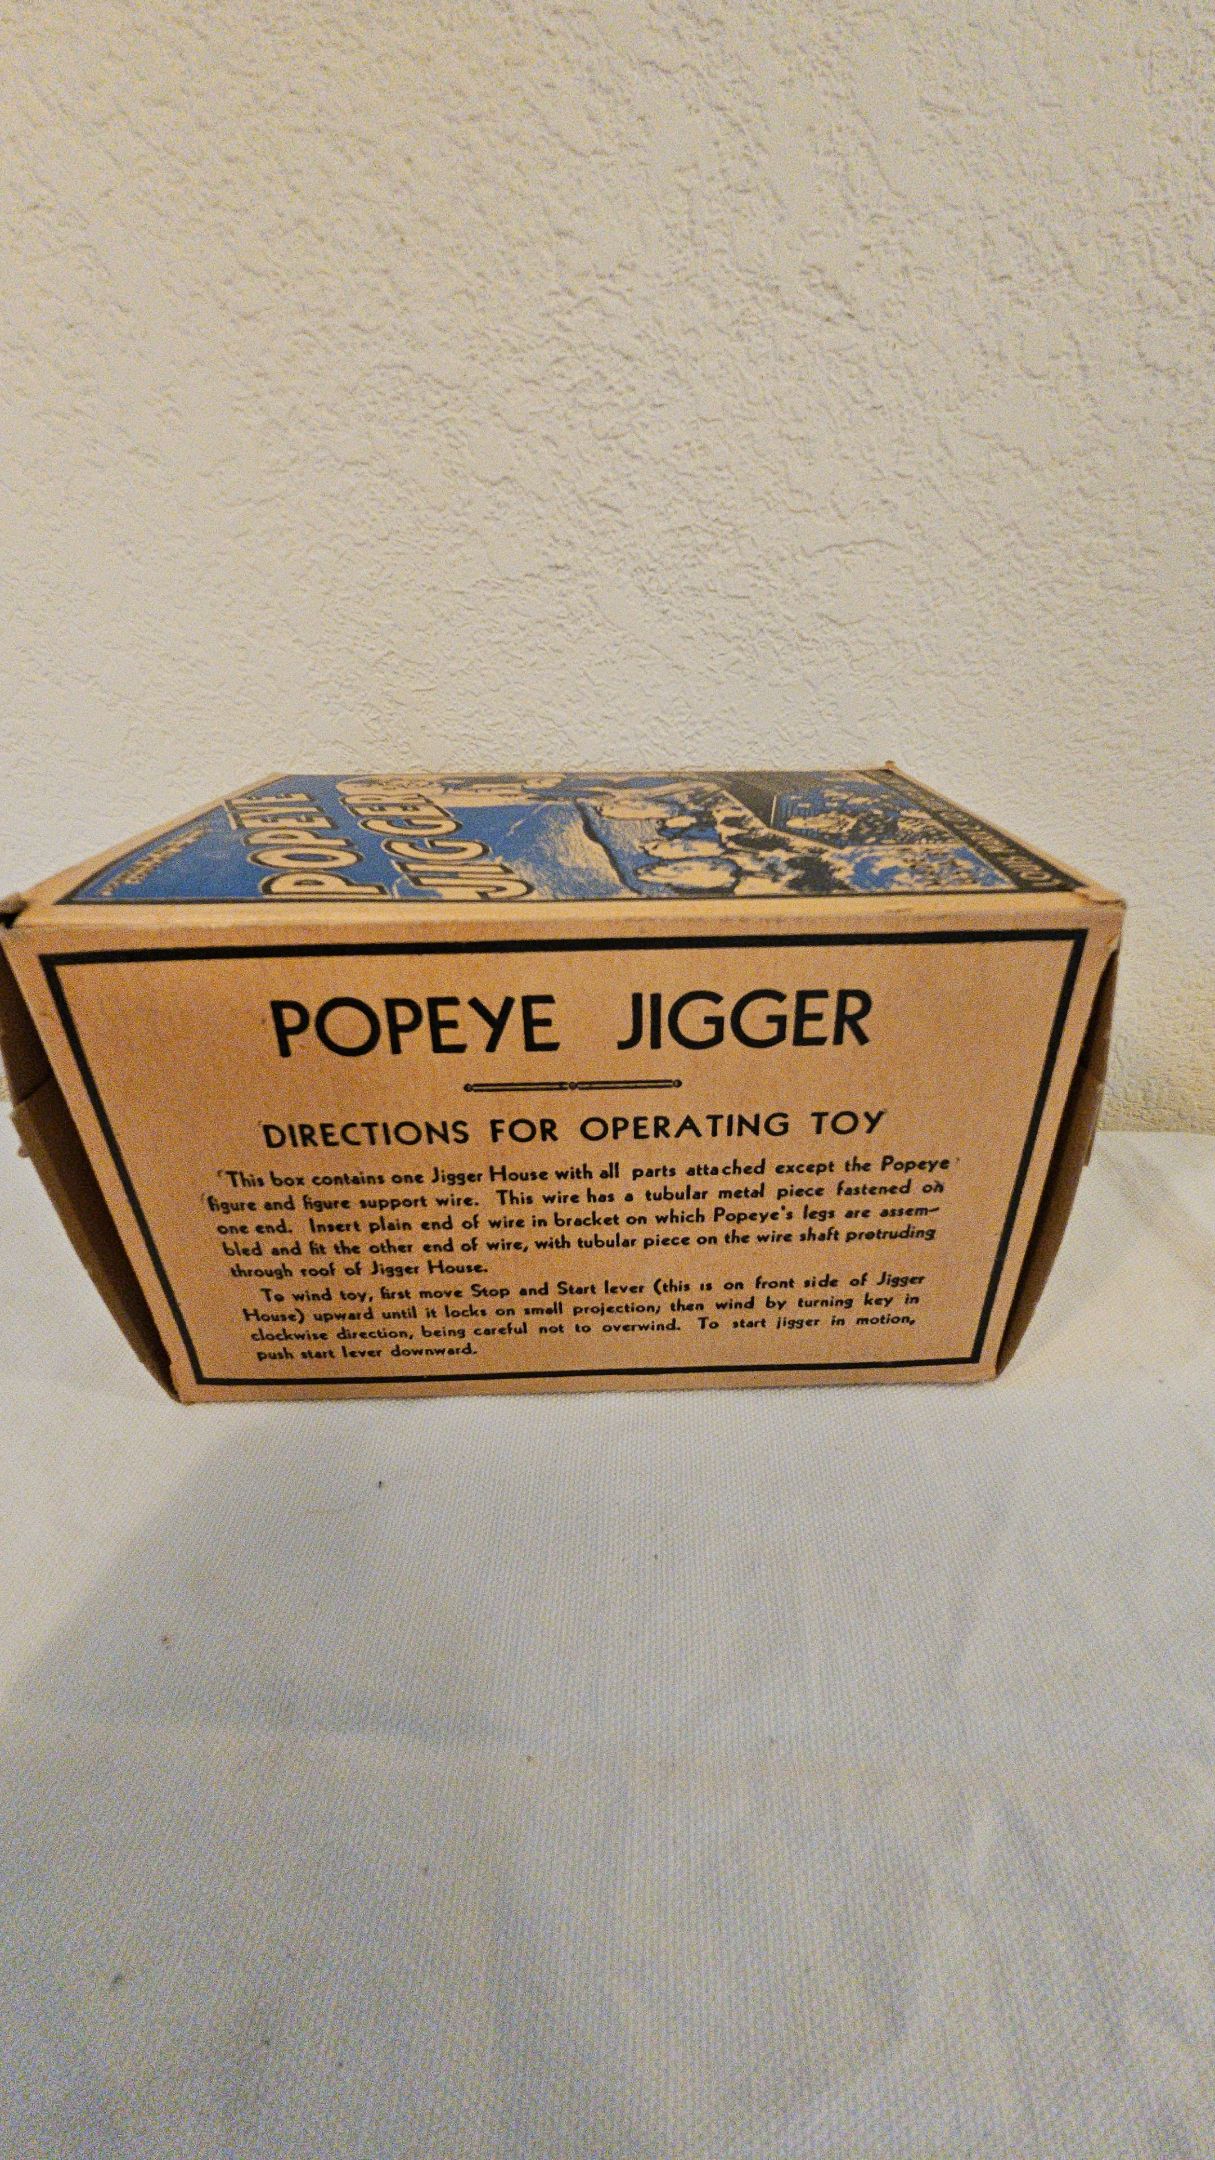 POPEYE
JIGGER
POPEYE JIGGER
DIRECTIONS FOR OPERATING TOY
This box contains one Jigger House with all parts attached except the Popeye
figure and figure support wire. This wire has a tubular metal piece fastened on
one end. Insert plain end of wire in bracket on which Popeye's legs are assem-
bled and fit the other end of wire, with tubular piece on the wire shaft protruding
through roof of Jigger House.
To wind toy, first move Stop and Start lever (this is on front side of Jigger
House) upward until it locks on small projection; then wind by turning key in
clockwise direction, being careful not to overwind. To start jigger in motion,
push start lever downward.